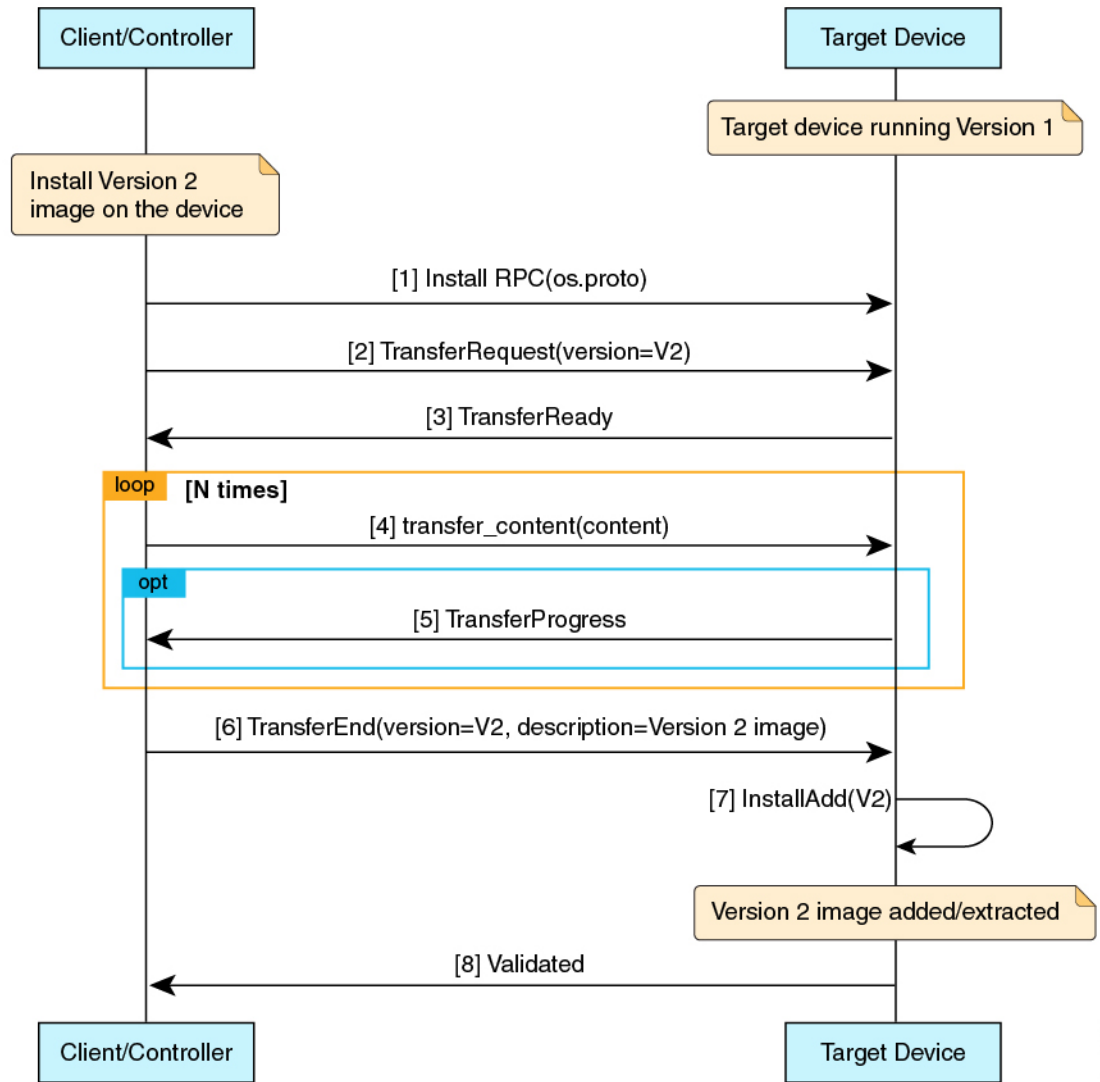 Client/Controller
Target Device
Target device running Version 1
Install Version 2
image on the device
[1] Install RPC(os.proto)
[2] TransferRequest(version=V2)
[3] TransferReady
loop
[N times]
[4] transfer_content(content)
opt
[5] TransferProgress
[6] TransferEnd(version=V2, description=Version 2 image)
[7] InstallAdd(V2)
Version 2 image added/extracted
[8] Validated
Client/Controller
Target Device